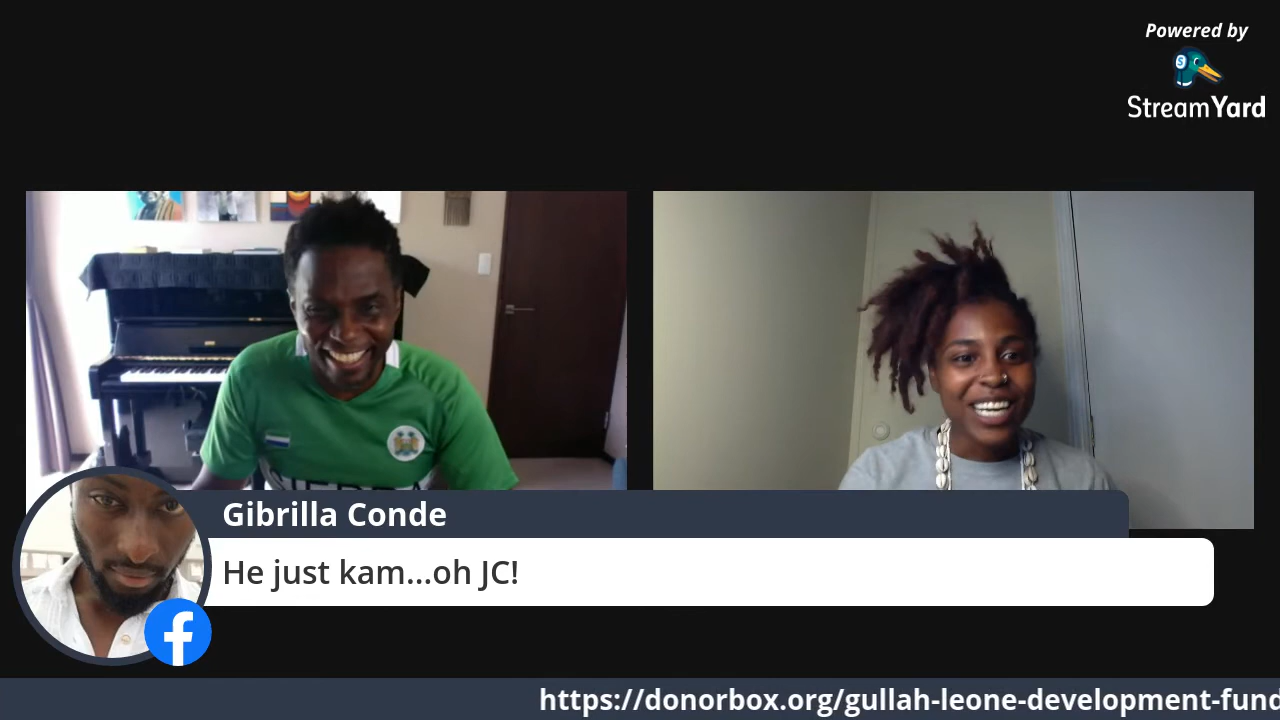 Powered by
StreamYard
Gibrilla Conde
He just kam...oh JC!
https://donorbox.org/gullah-leone-development-fund